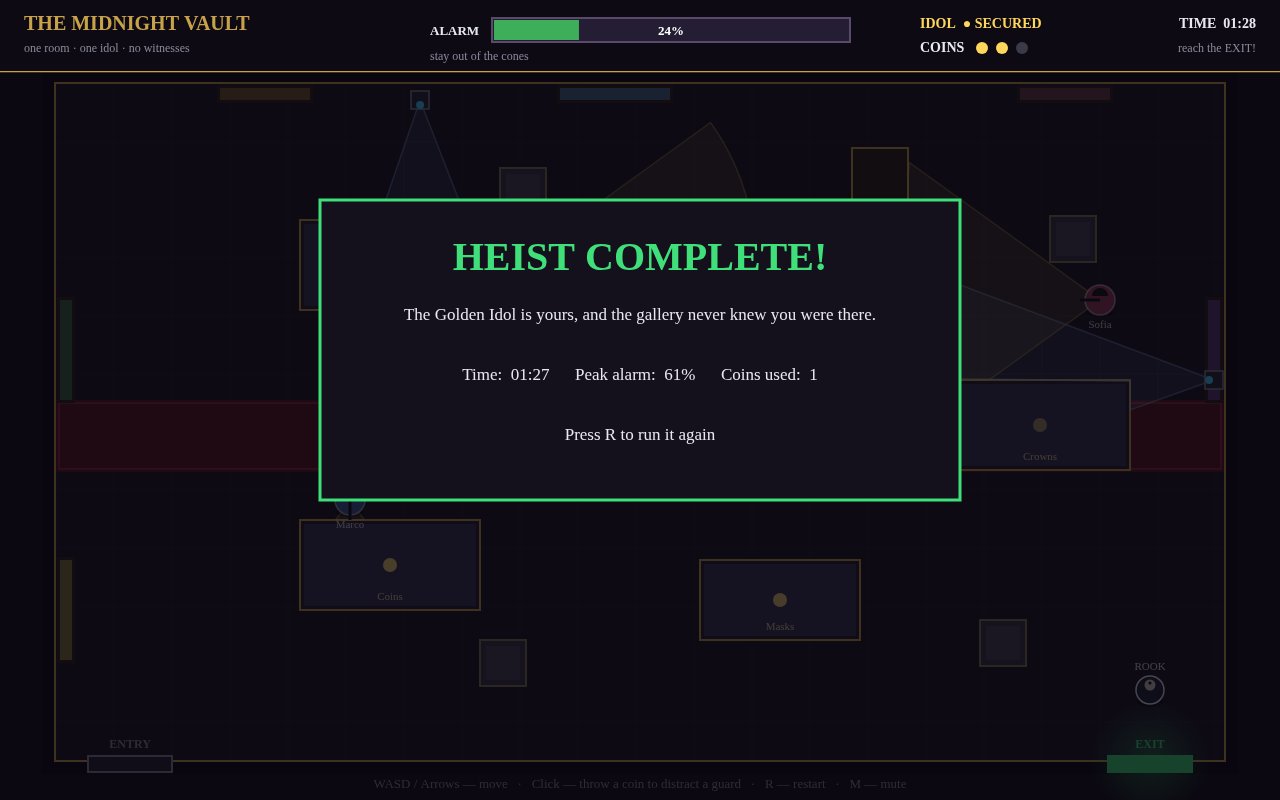 THE MIDNIGHT VAULT
one room · one idol · no witnesses
ALARM 24%
stay out of the cones
IDOL ● SECURED
COINS
TIME 01:28
reach the EXIT!
HEIST COMPLETE!
The Golden Idol is yours, and the gallery never knew you were there.
Time: 01:27 Peak alarm: 61% Coins used: 1
Press R to run it again
Sofia
Crowns
Marco
Coins
Masks
ROOK
ENTRY
EXIT
WASD / Arrows — move · Click — throw a coin to distract a guard · R — restart · M — mute